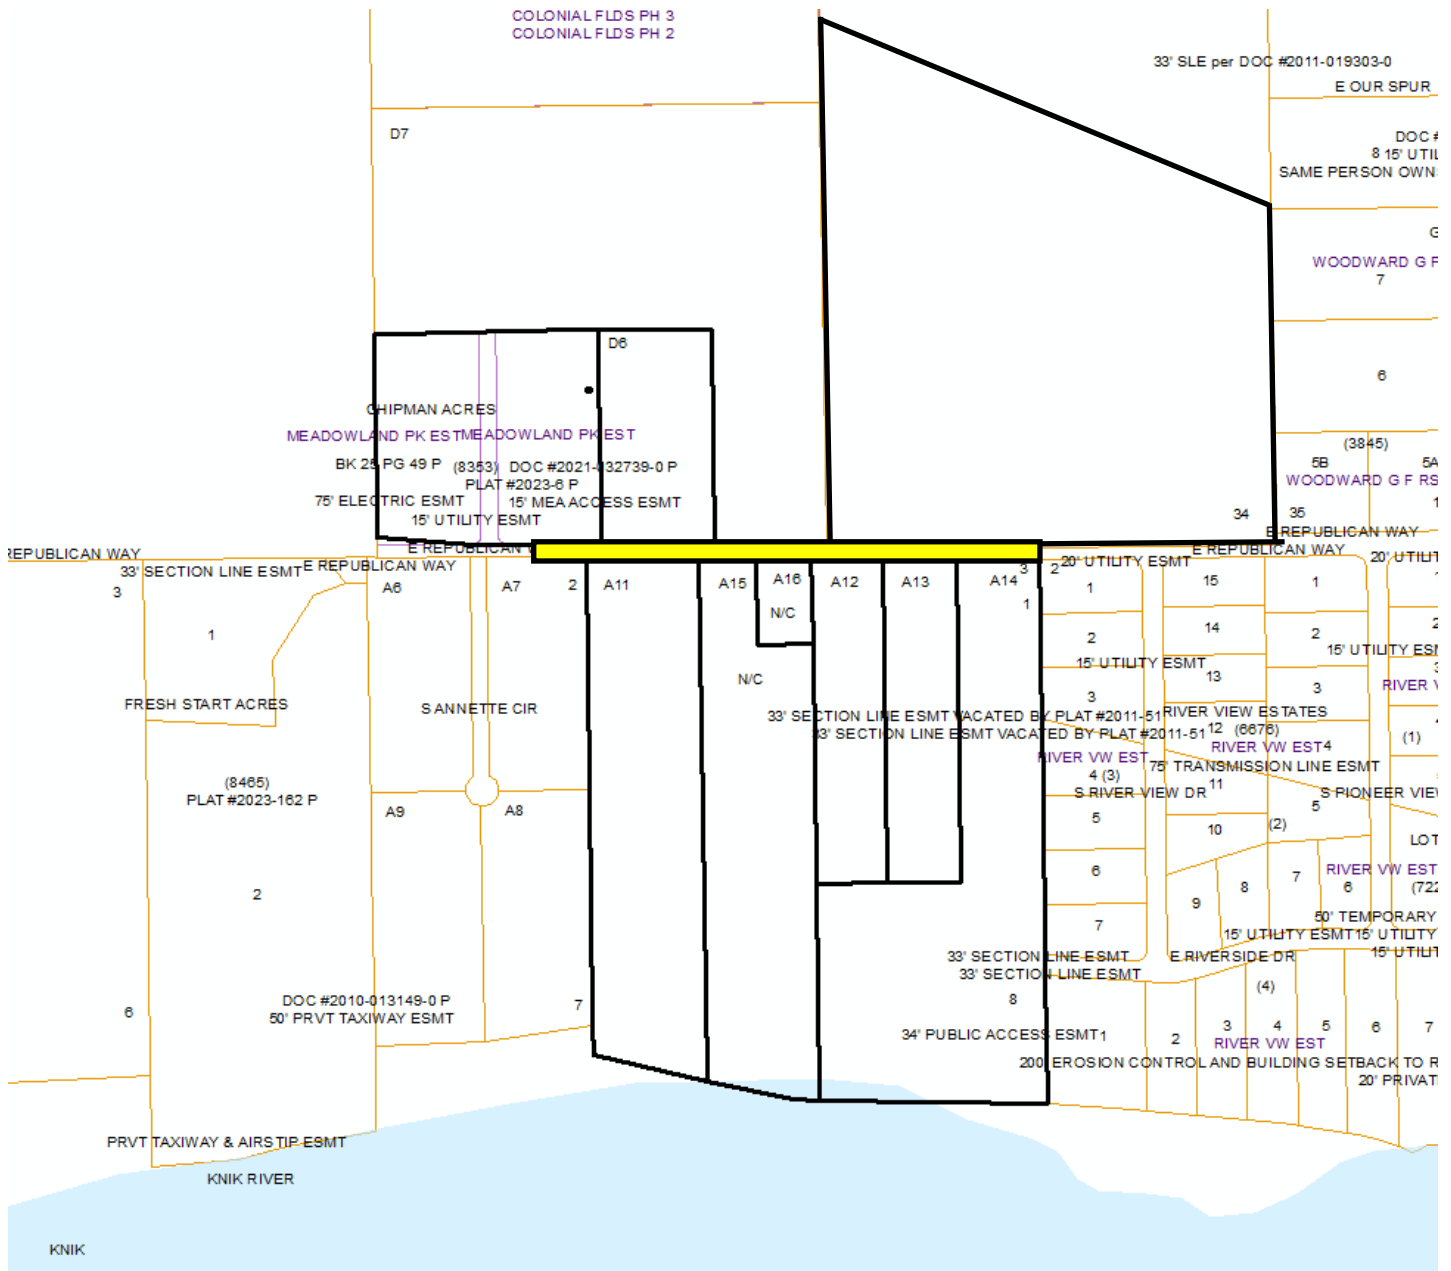 COLONIAL FLDS PH 3
COLONIAL FLDS PH 2
33' SLE per DOC #2011-019303-0
E OUR SPUR
D7
DOC #
8 15' UTIL
SAME PERSON OWN
G
WOODWARD G F
7
D6
6
CHIPMAN ACRES
MEADOWLAND PK EST MEADOWLAND PK EST
(3845)
BK 25 PG 49 P (8353) DOC #2021-032739-0 P
5B 5A
PLAT #2023-6 P
WOODWARD G F RS
75' ELECTRIC ESMT 15' MEA ACCESS ESMT
1
15' UTILITY ESMT
34 35
E REPUBLICAN WAY
REPUBLICAN WAY E REPUBLICAN W E REPUBLICAN WAY
33' SECTION LINE ESMT E REPUBLICAN WAY 20' UTILITY ESMT 20' UTILIT
3 A6 A7 2 A11 A15 A16 A12 A13 A14 3 2 1 15 1 1
N/C 1
1 2 14 2 2
15' UTILITY ESMT 15' UTILITY ESM
N/C 13 3
3 3 RIVER V
FRESH START ACRES S ANNETTE CIR
33' SECTION LINE ESMT VACATED BY PLAT #2011-51 RIVER VIEW ESTATES
33' SECTION LINE ESMT VACATED BY PLAT #2011-51 12 (6676) 4
RIVER VW EST 4 (1)
RIVER VW EST 75' TRANSMISSION LINE ESMT
4 (3) 11
(8465) S RIVER VIEW DR S PIONEER VIEW
PLAT #2023-162 P
A9 A8 5 5
10 (2) LOT
6 7 RIVER VW EST
2 8 6 (722
9
7 50' TEMPORARY
15' UTILITY ESMT 15' UTILITY
33' SECTION LINE ESMT E RIVERSIDE DR 15' UTILIT
33' SECTION LINE ESMT
(4)
DOC #2010-013149-0 P 7 8
6 50' PRVT TAXIWAY ESMT
34' PUBLIC ACCESS ESMT 1 2 3 4 5 6 7
RIVER VW EST
200 EROSION CONTROL AND BUILDING SETBACK TO R
20' PRIVAT
PRVT TAXIWAY & AIRSTIP ESMT
KNIK RIVER
KNIK